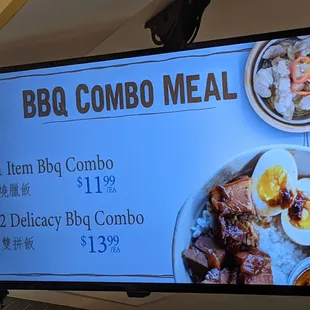 BBQ COMBO MEAL
Item Bbq Combo
燒臘飯
$11.99/EA
2 Delicacy Bbq Combo
雙拼飯
$13.99/EA